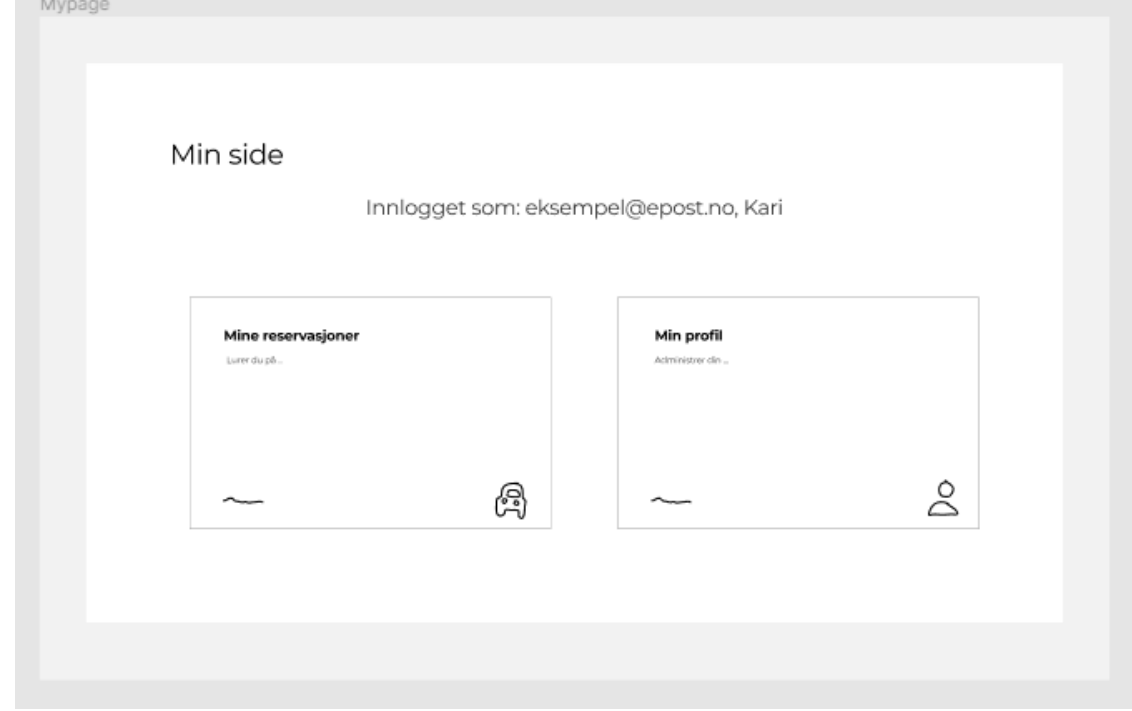 Mypage
Min side
Innlogget som: eksempel@epost.no, Kari
Mine reservasjoner
Lurer du på ...
Min profil
Administrer din ...